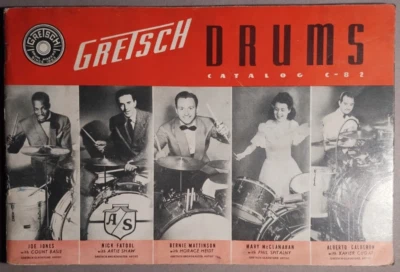 GRETSCH
GRETSCH DRUMS
CATALOG C-82
A/S
JOE JONES
with COUNT BASIE
NICK FATOOL
with ARTIE SHAW
BERNIE MATTINSON
with HORACE HEIDT
MARY McCLANAHAN
with PHIL SPITALNY
ALBERTO CALDERON
with XAVIER CUGAT